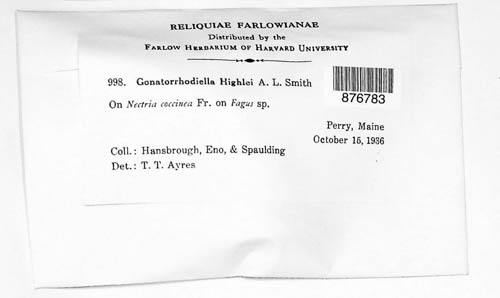 RELIQUIAE FARLOWIANAE
Distributed by the
FARLOW HERBARIUM OF HARVARD UNIVERSITY
998. Gonatorrhodiella Highlei A. L. Smith
On Nectria coccinea Fr. on Fagus sp.
876783
Perry, Maine
October 15, 1936
Coll.: Hansbrough, Eno, & Spaulding
Det.: T. T. Ayres